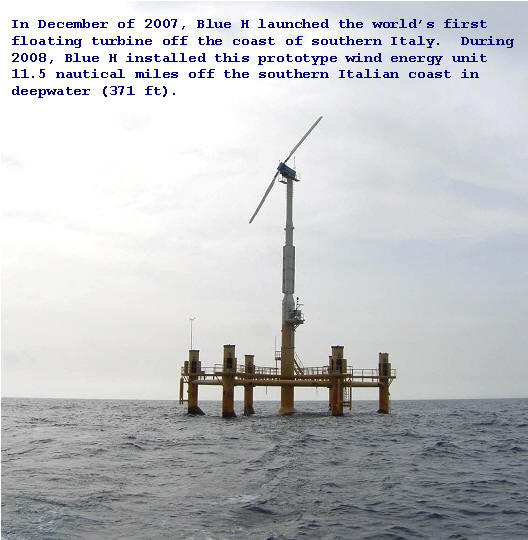 In December of 2007, Blue H launched the world's first
floating turbine off the coast of southern Italy.  During
2008, Blue H installed this prototype wind energy unit
11.5 nautical miles off the southern Italian coast in
deepwater (371 ft).